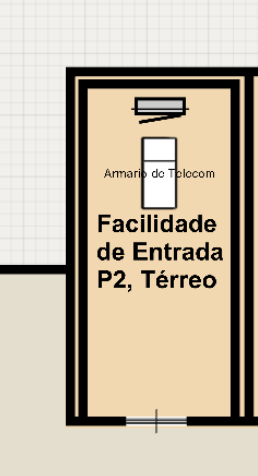 Armario de Telecom
Facilidade
de Entrada
P2, Térreo